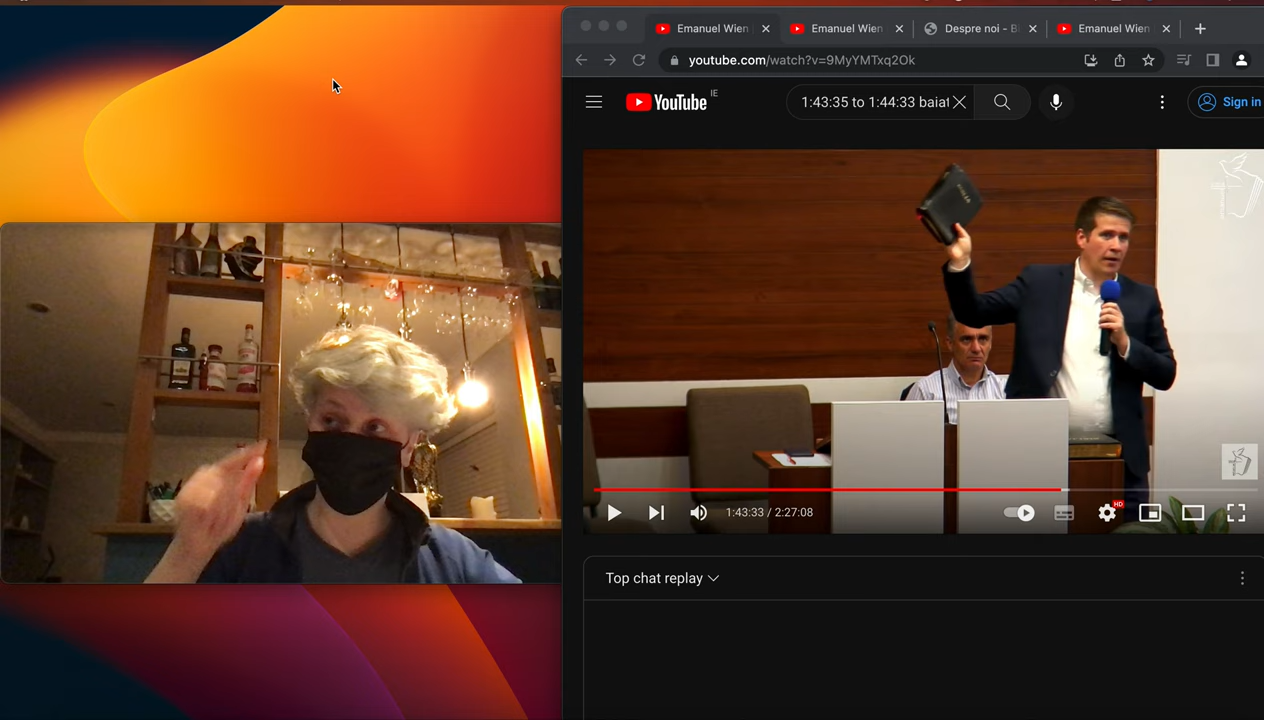 Emanuel Wien
Emanuel Wien
Despre noi - B
Emanuel Wien
youtube.com/watch?v=9MyYMTxq2Ok
YouTube IE
1:43:35 to 1:44:33 baiat
Sign in
1:43:33 / 2:27:08
HD
Top chat replay